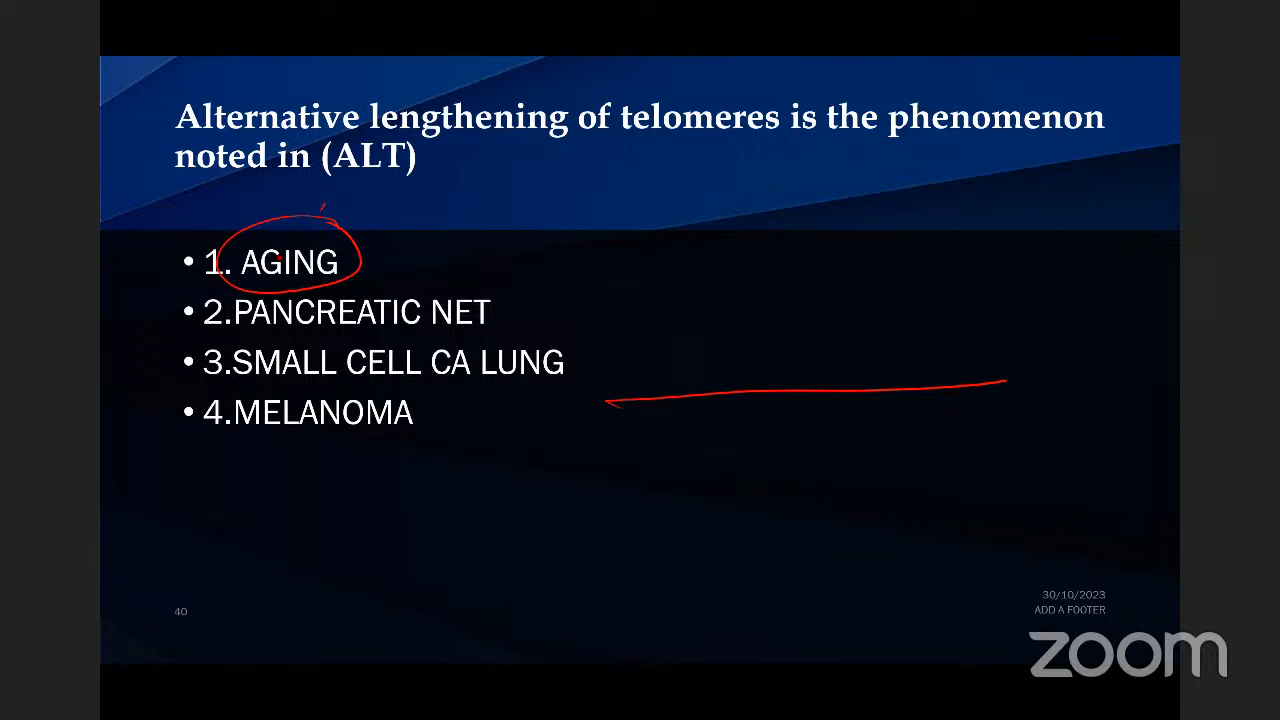 Alternative lengthening of telomeres is the phenomenon
noted in (ALT)
• 1. AGING
• 2.PANCREATIC NET
• 3.SMALL CELL CA LUNG
• 4.MELANOMA
40
30/10/2023
ADD A FOOTER
zoom